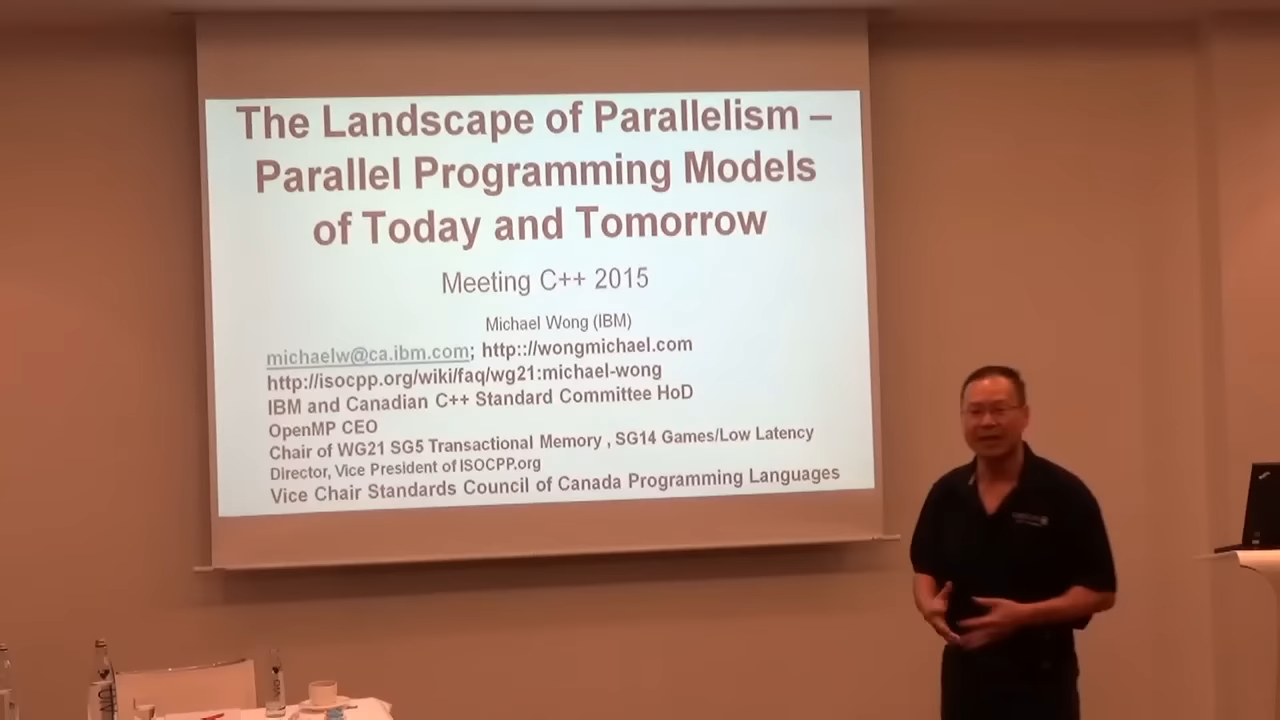 The Landscape of Parallelism –
Parallel Programming Models
of Today and Tomorrow
Meeting C++ 2015
Michael Wong (IBM)
michaelw@ca.ibm.com; http:://wongmichael.com
http://isocpp.org/wiki/faq/wg21:michael-wong
IBM and Canadian C++ Standard Committee HoD
OpenMP CEO
Chair of WG21 SG5 Transactional Memory , SG14 Games/Low Latency
Director, Vice President of ISOCPP.org
Vice Chair Standards Council of Canada Programming Languages